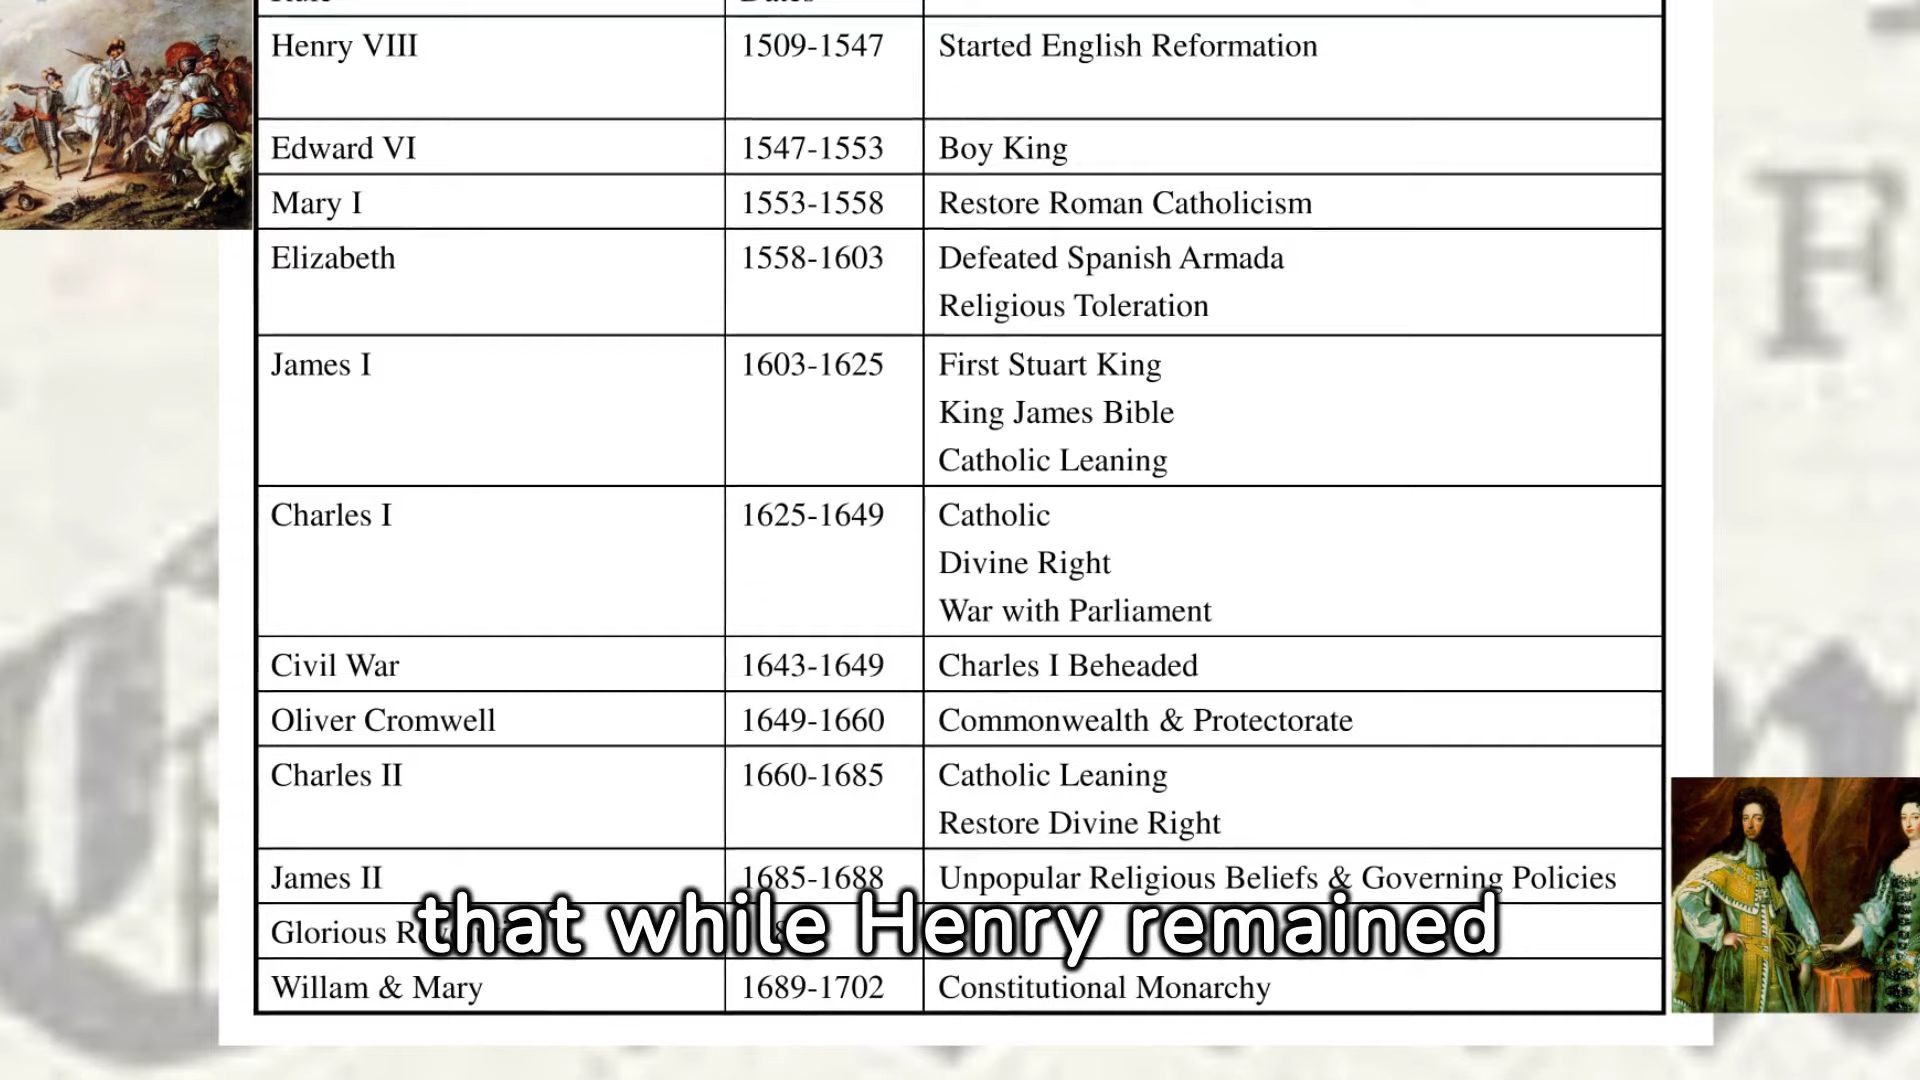 Henry VIII 1509-1547 Started English Reformation
Edward VI 1547-1553 Boy King
Mary I 1553-1558 Restore Roman Catholicism
Elizabeth 1558-1603 Defeated Spanish Armada
Religious Toleration
James I 1603-1625 First Stuart King
King James Bible
Catholic Leaning
Charles I 1625-1649 Catholic
Divine Right
War with Parliament
Civil War 1643-1649 Charles I Beheaded
Oliver Cromwell 1649-1660 Commonwealth & Protectorate
Charles II 1660-1685 Catholic Leaning
Restore Divine Right
James II 1685-1688 Unpopular Religious Beliefs & Governing Policies
Glorious
that while Henry remained
Willam & Mary 1689-1702 Constitutional Monarchy